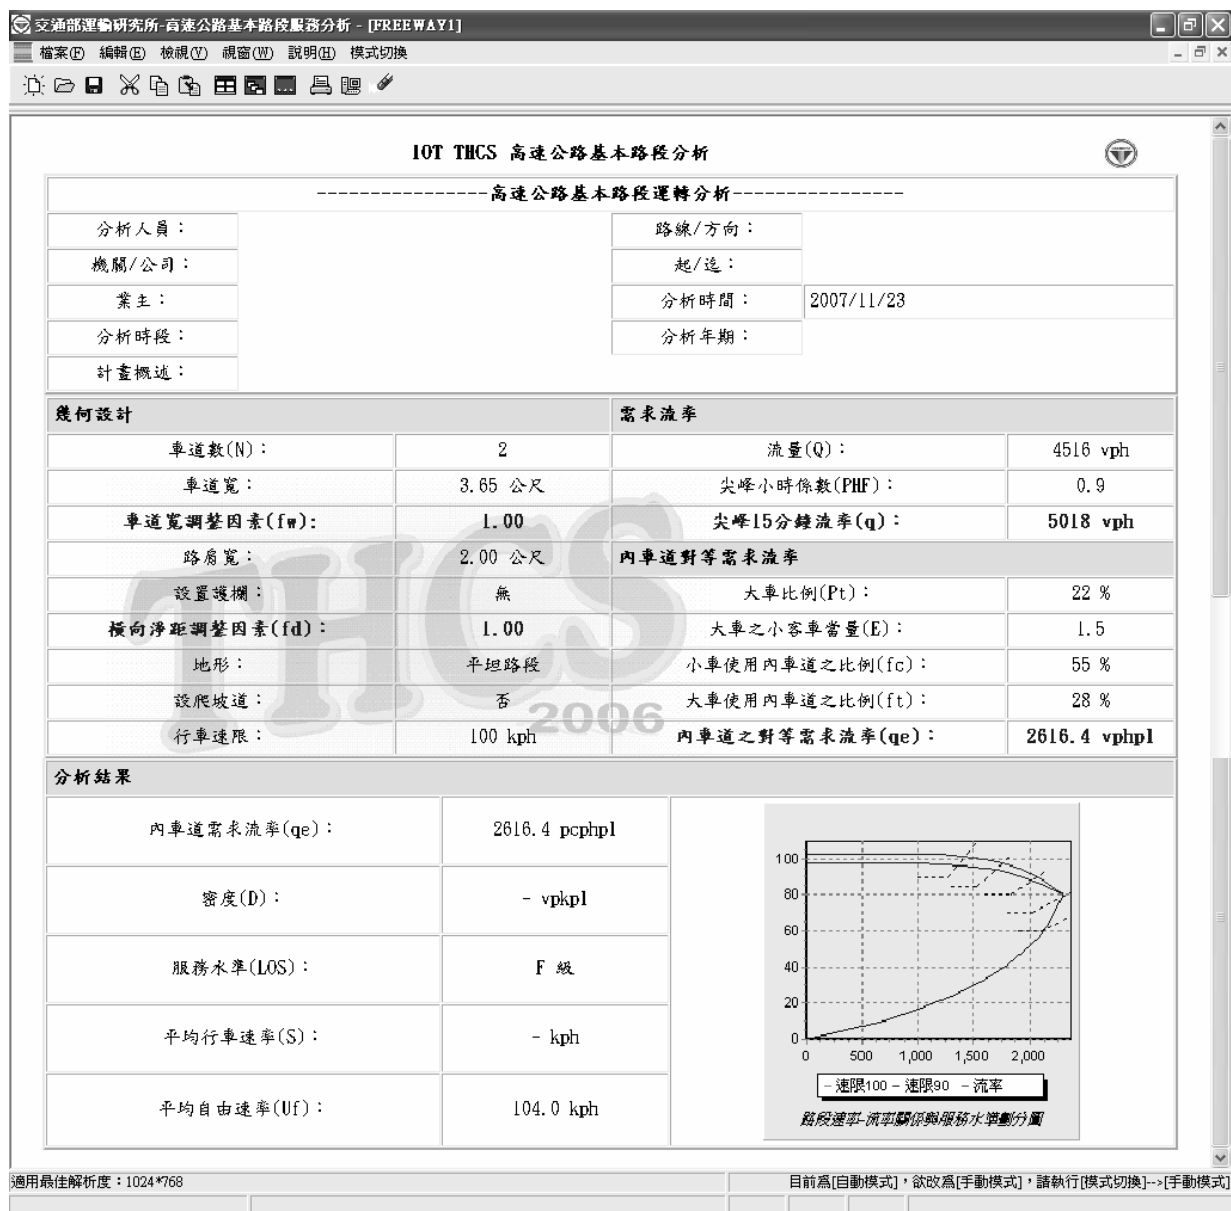 交通部運輸研究所-高速公路基本路段服務分析 - [FREEWAY1]
檔案(F) 編輯(E) 檢視(V) 視窗(W) 說明(H) 模式切換
IOT THCS 高速公路基本路段分析
----------------高速公路基本路段運轉分析----------------
分析人員： 路線/方向：
機關/公司： 起/迄：
業主： 分析時間： 2007/11/23
分析時段： 分析年期：
計畫概述：
幾何設計 需求流率
車道數(N)： 2 流量(Q)： 4516 vph
車道寬： 3.65 公尺 尖峰小時係數(PHF)： 0.9
車道寬調整因素(fw): 1.00 尖峰15分鐘流率(q)： 5018 vph
路肩寬： 2.00 公尺 內車道對等需求流率
設置護欄： 無 大車比例(Pt)： 22 %
橫向淨距調整因素(fd)： 1.00 大車之小客車當量(E)： 1.5
地形： 平坦路段 小車使用內車道之比例(fc)： 55 %
設爬坡道： 否 大車使用內車道之比例(ft)： 28 %
行車速限： 100 kph 內車道之對等需求流率(qe)： 2616.4 vphpl
THCS
2006
分析結果
內車道需求流率(qe)： 2616.4 pcphpl
密度(D)： - vpkpl
服務水準(LOS)： F 級
平均行車速率(S)： - kph
平均自由速率(Uf)： 104.0 kph
100
80
60
40
20
0
0 500 1,000 1,500 2,000
- 速限100 - 速限90 - 流率
路段速率-流率關係與服務水準劃分圖
適用最佳解析度：1024*768 目前為[自動模式]，欲改為[手動模式]，請執行[模式切換]-->[手動模式]